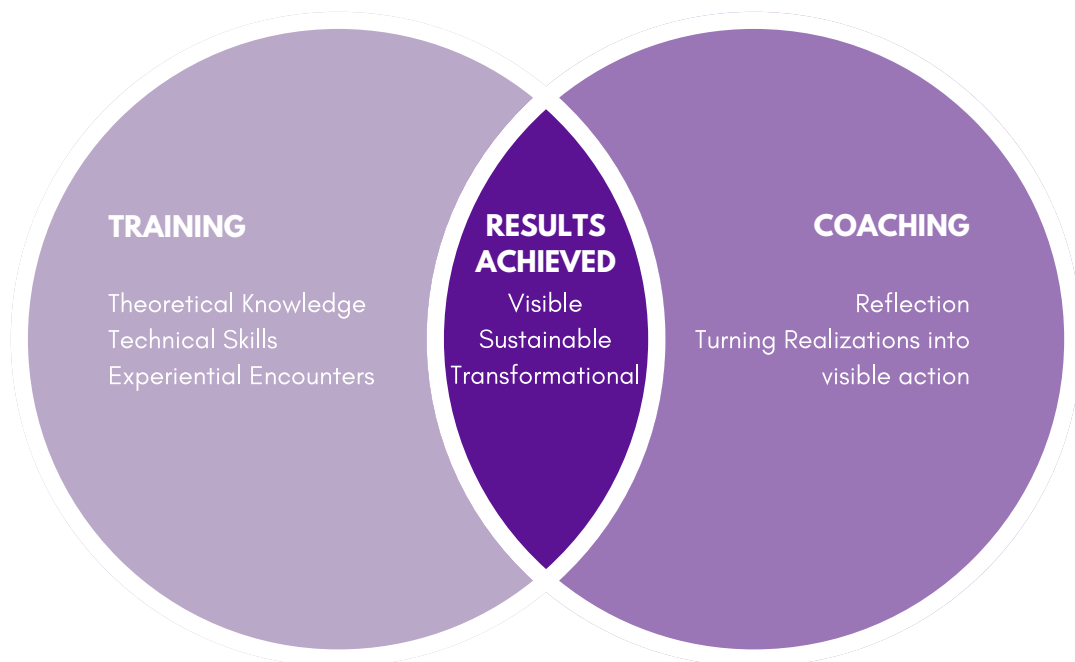 TRAINING
Theoretical Knowledge
Technical Skills
Experiential Encounters
RESULTS
ACHIEVED
Visible
Sustainable
Transformational
COACHING
Reflection
Turning Realizations into
visible action